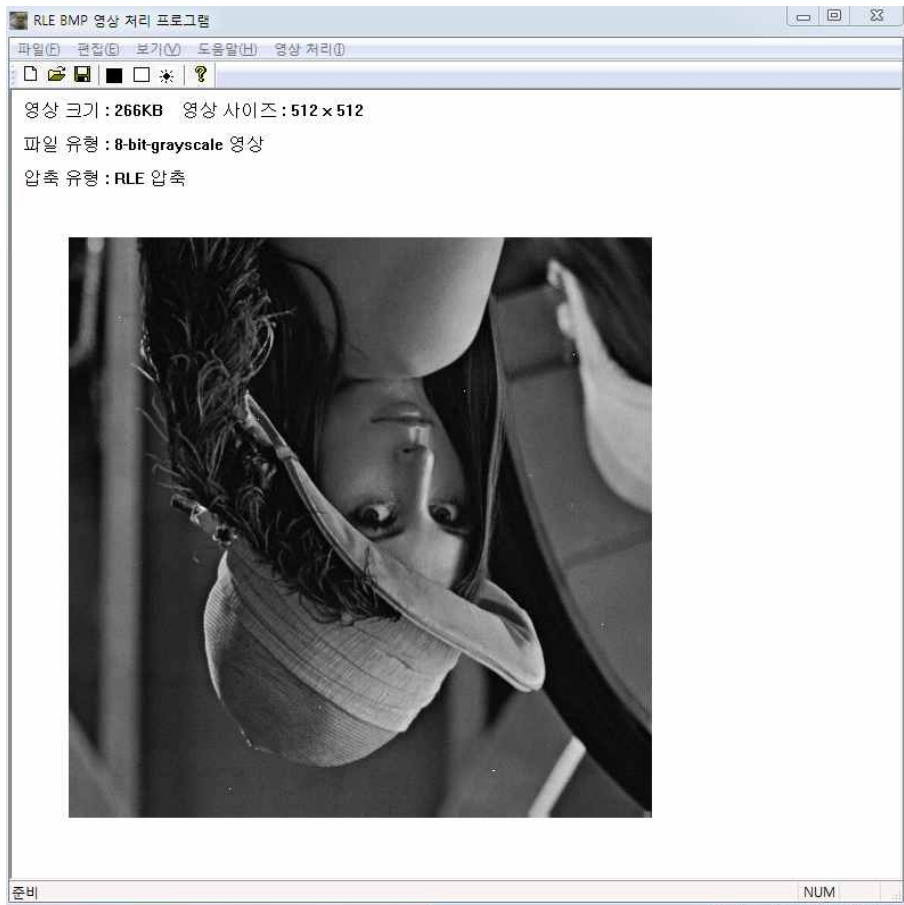 RLE BMP 영상 처리 프로그램
파일(F) 편집(E) 보기(V) 도움말(H) 영상 처리(I)
영상 크기 : 266KB 영상 사이즈 : 512 x 512
파일 유형 : 8-bit-grayscale 영상
압축 유형 : RLE 압축
준비 NUM